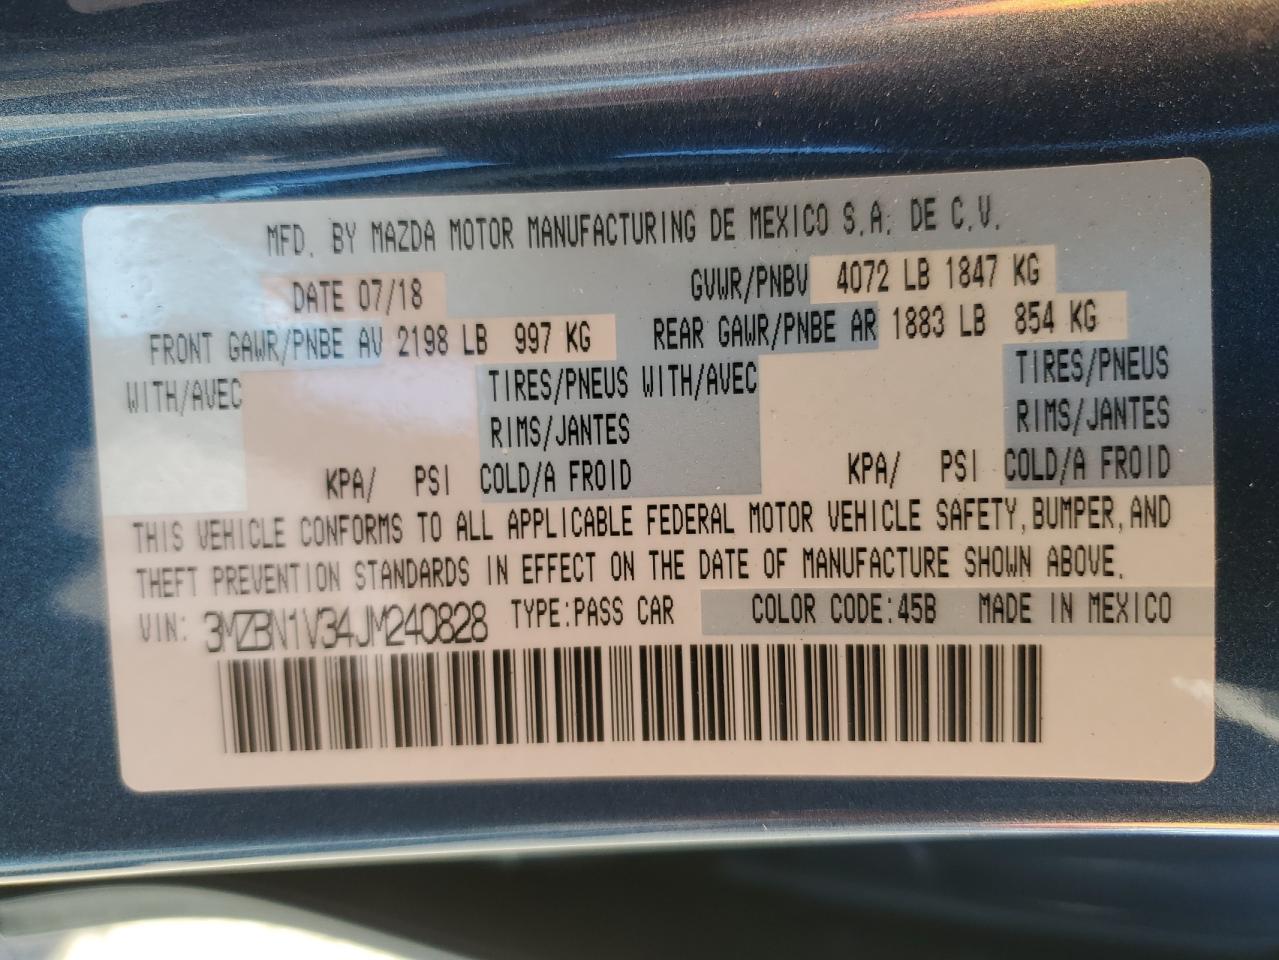 MFD. BY MAZDA MOTOR MANUFACTURING DE MEXICO S.A. DE C.V.
DATE 07/18 GVWR/PNBV 4072 LB 1847 KG
FRONT GAWR/PNBE AV 2198 LB 997 KG REAR GAWR/PNBE AR 1883 LB 854 KG
WITH/AVEC TIRES/PNEUS WITH/AVEC TIRES/PNEUS
RIMS/JANTES RIMS/JANTES
KPA/ PSI COLD/A FROID KPA/ PSI COLD/A FROID
THIS VEHICLE CONFORMS TO ALL APPLICABLE FEDERAL MOTOR VEHICLE SAFETY, BUMPER, AND
THEFT PREVENTION STANDARDS IN EFFECT ON THE DATE OF MANUFACTURE SHOWN ABOVE.
VIN: 3MZBN1V34JM240828 TYPE:PASS CAR COLOR CODE:45B MADE IN MEXICO